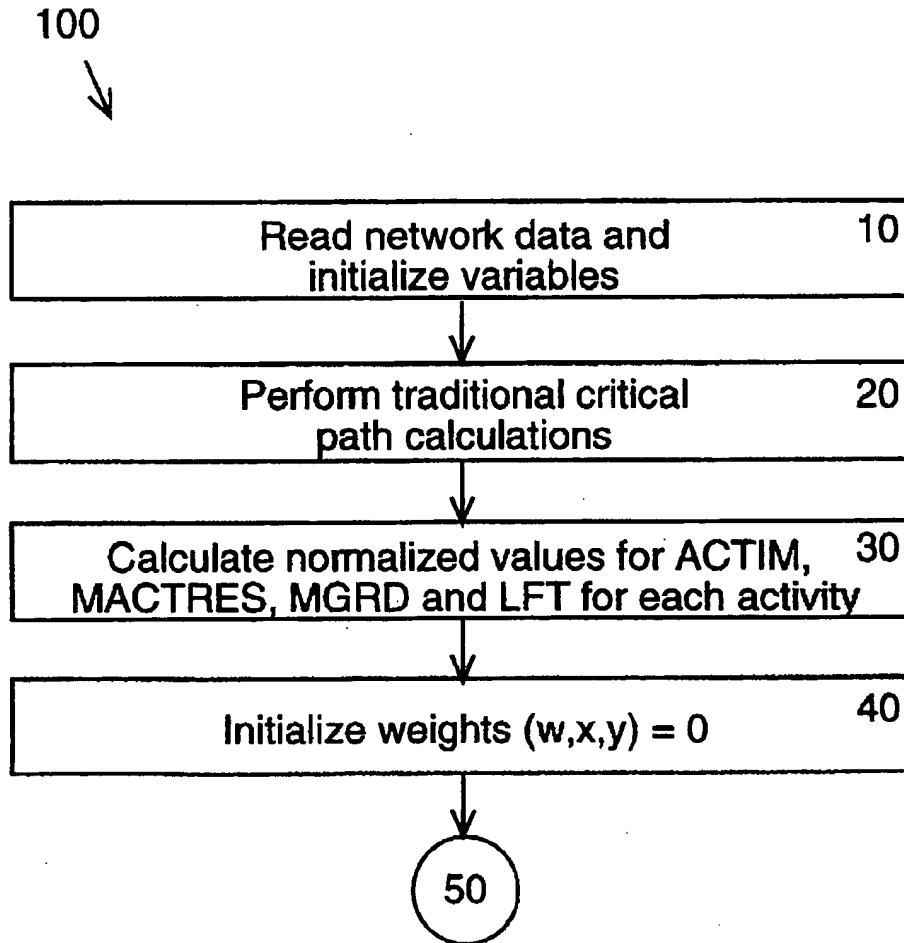 100
Read network data and 10
initialize variables
Perform traditional critical 20
path calculations
Calculate normalized values for ACTIM, 30
MACTRES, MGRD and LFT for each activity
Initialize weights (w,x,y) = 0 40
50